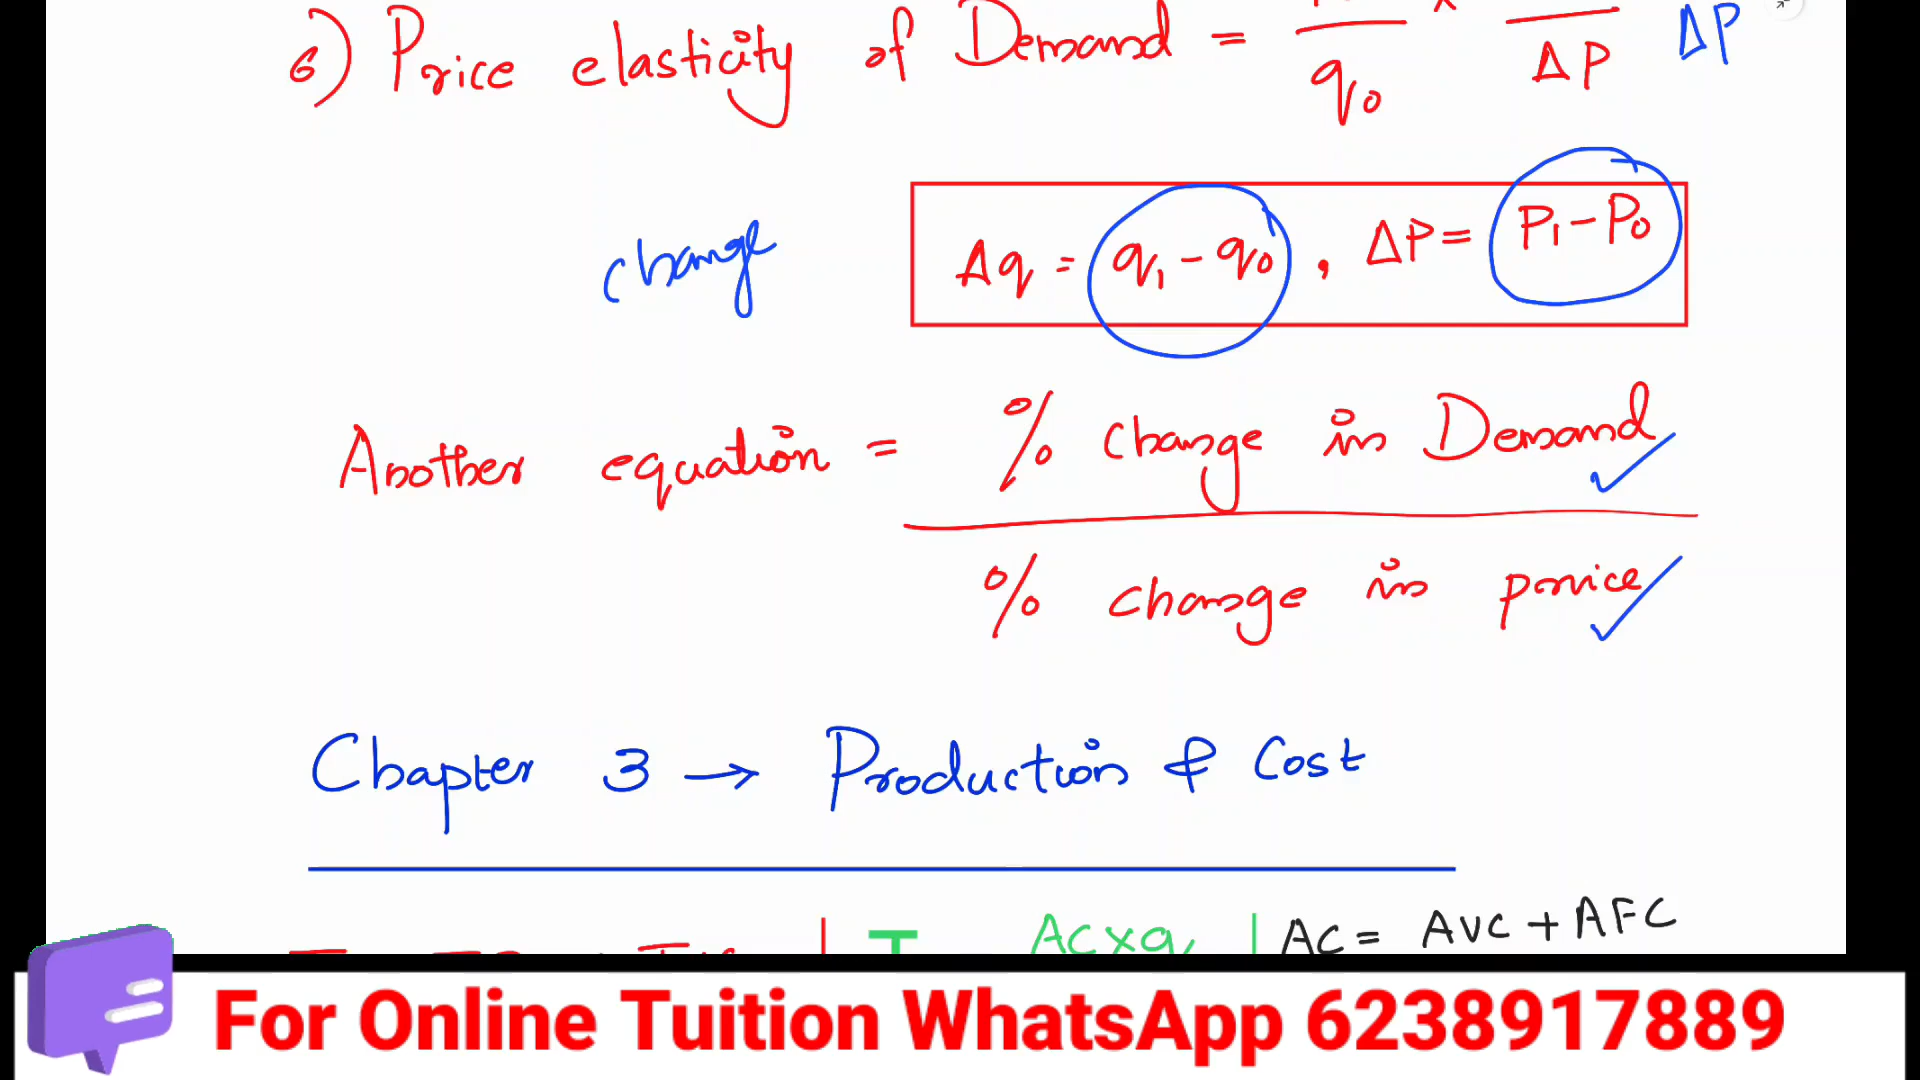 6) Price elasticity of Demand = q0 × ΔP ΔP
change Δq = q1 - q0 , ΔP = P1 - P0
Another equation = % change in Demand
% change in price
Chapter 3 → Production & Cost
ACxq | AC = AVC + AFC
For Online Tuition WhatsApp 6238917889